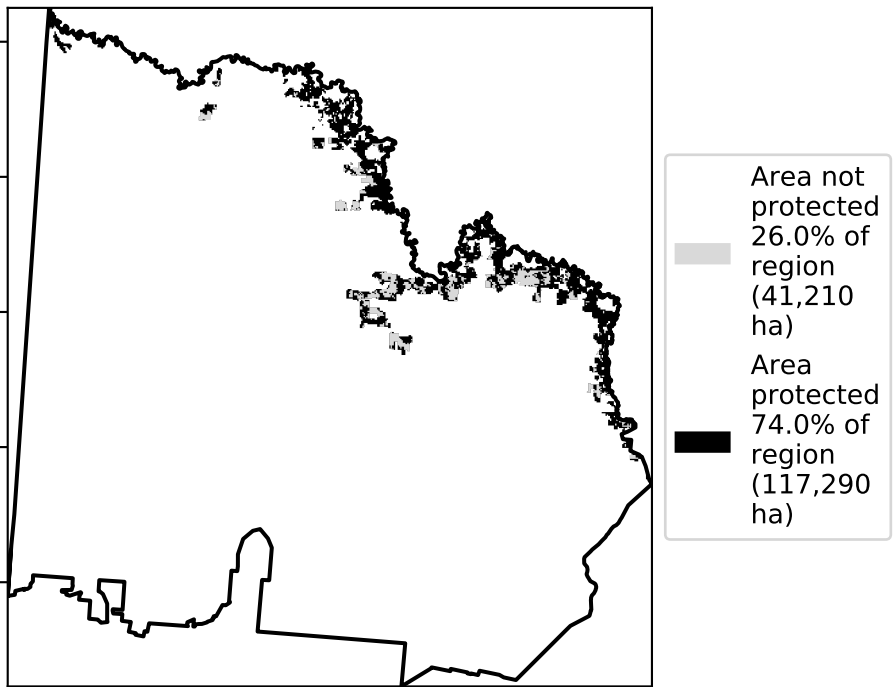 Area not
protected
26.0% of
region
(41,210
ha)
Area
protected
74.0% of
region
(117,290
ha)